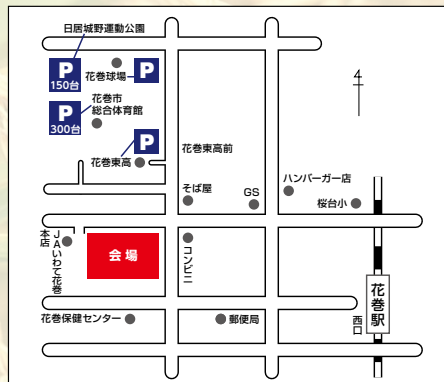 日居城野運動公園
P
150台
花巻球場
P
P
300台
花巻市
総合体育館
P
花巻東高
花巻東高前
4
ハンバーガー店
そば屋
GS
桜台小
JAいわて花巻
本店
会場
コンビニ
花巻駅
西口
花巻保健センター
郵便局